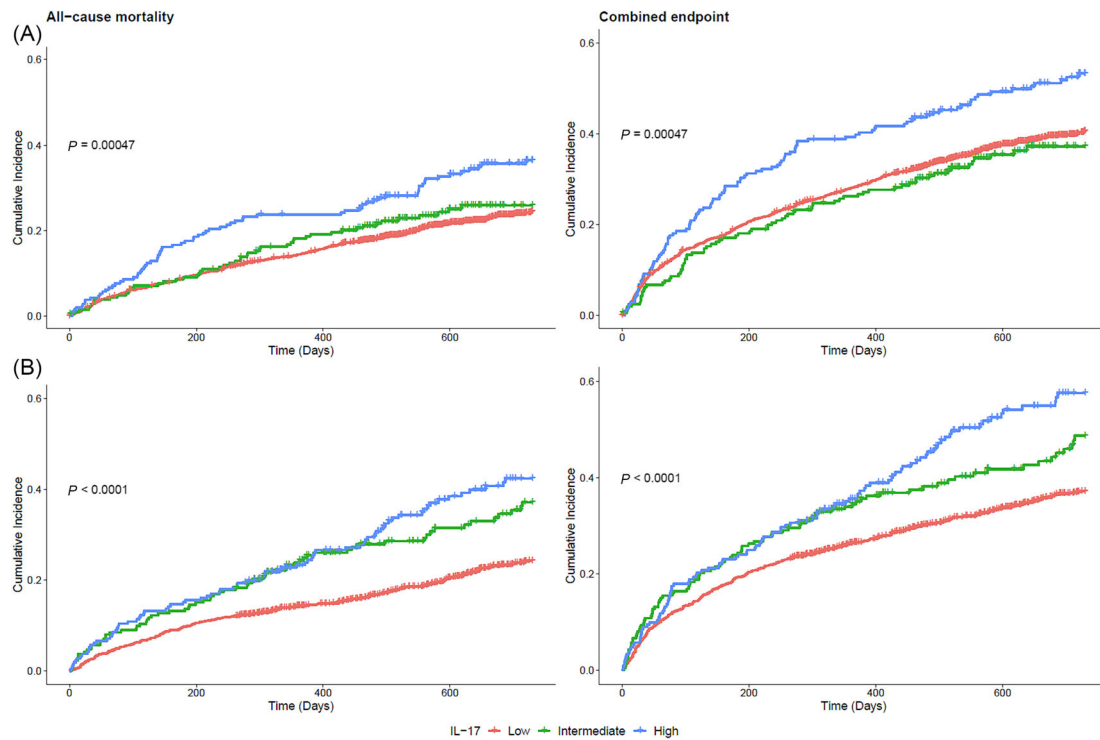 All−cause mortality
Combined endpoint
(A)
0.6
0.4
0.2
0.0
Cumulative Incidence
P = 0.00047
0
200
400
600
Time (Days)
0.6
0.4
0.2
0.0
Cumulative Incidence
P = 0.00047
0
200
400
600
Time (Days)
(B)
0.6
0.4
0.2
0.0
Cumulative Incidence
P < 0.0001
0
200
400
600
Time (Days)
0.6
0.4
0.2
0.0
Cumulative Incidence
P < 0.0001
0
200
400
600
Time (Days)
IL−17 Low Intermediate High